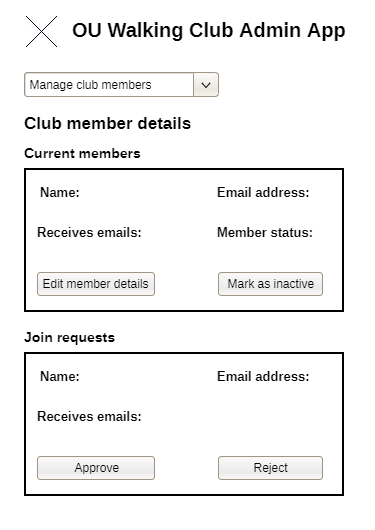 OU Walking Club Admin App
Manage club members
Club member details
Current members
Name: Email address:
Receives emails: Member status:
Edit member details Mark as inactive
Join requests
Name: Email address:
Receives emails:
Approve Reject